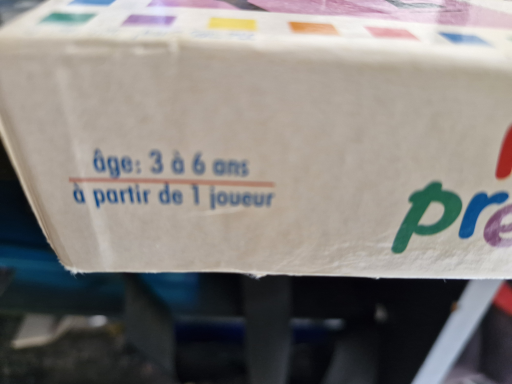 âge: 3 à 6 ans
à partir de 1 joueur
pre